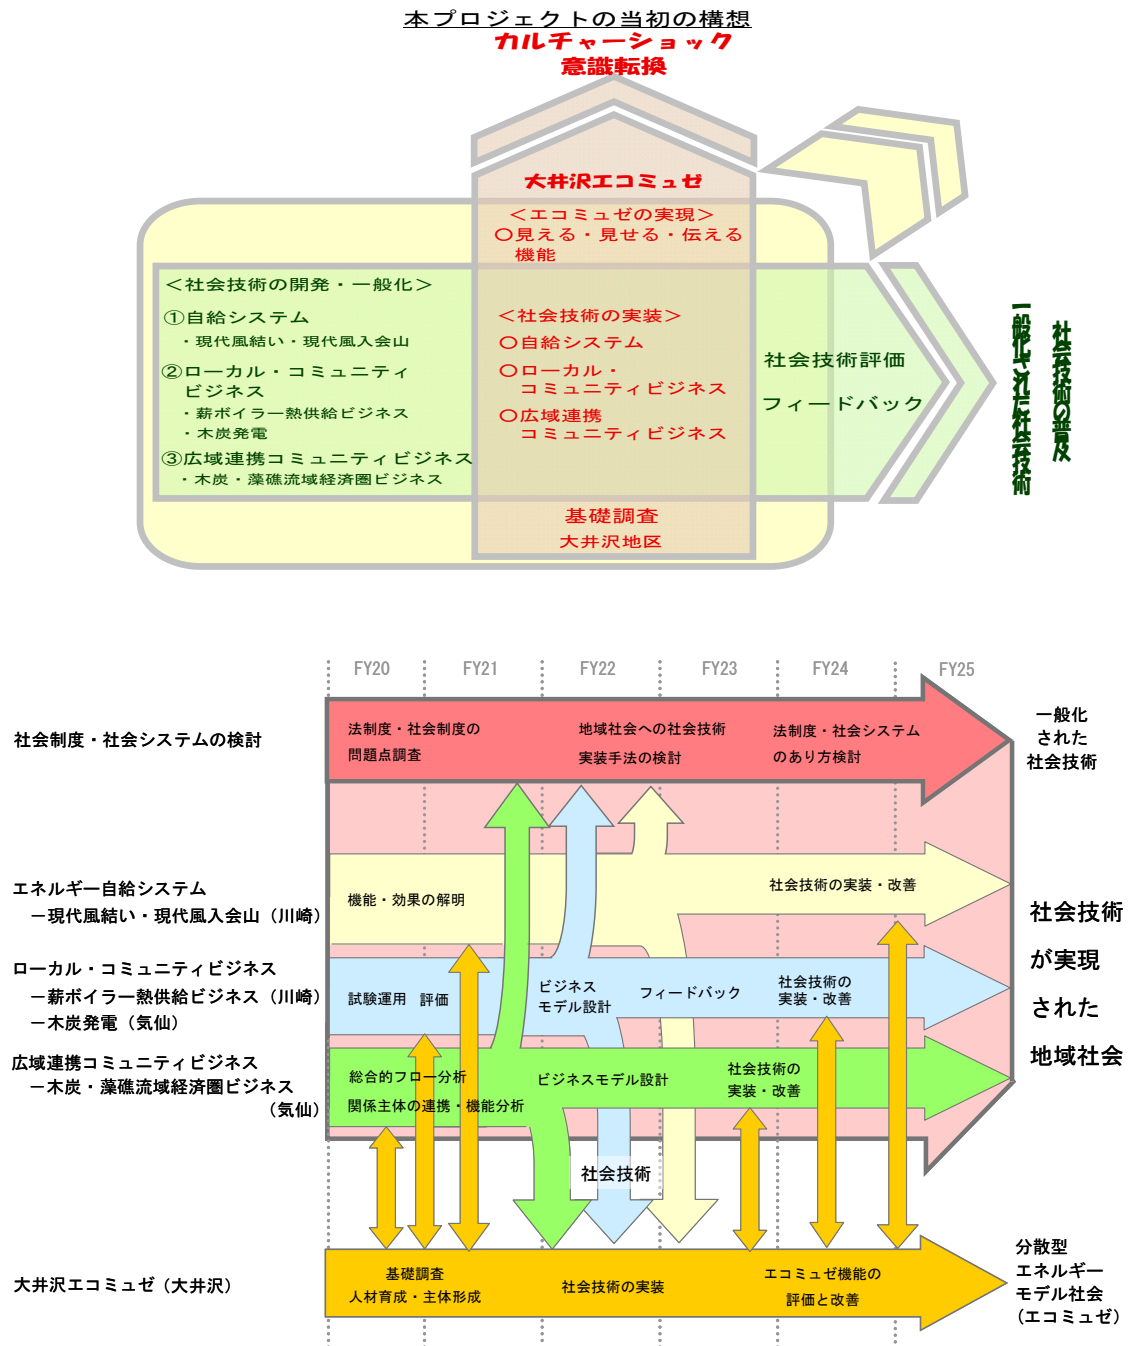 本プロジェクトの当初の構想
カルチャーショック
意識転換
大井沢エコミュゼ
＜エコミュゼの実現＞
〇見える・見せる・伝える
機能
＜社会技術の開発・一般化＞
①自給システム
・現代風結い・現代風入会山
②ローカル・コミュニティ
ビジネス
・薪ボイラー熱供給ビジネス
・木炭発電
③広域連携コミュニティビジネス
・木炭・藻礁流域経済圏ビジネス
＜社会技術の実装＞
〇自給システム
〇ローカル・
コミュニティビジネス
〇広域連携
コミュニティビジネス
社会技術評価
フィードバック
基礎調査
大井沢地区
社会技術の普及
一般化された社会技術
FY20
FY21
FY22
FY23
FY24
FY25
社会制度・社会システムの検討
法制度・社会制度の
問題点調査
地域社会への社会技術
実装手法の検討
法制度・社会システム
のあり方検討
一般化
された
社会技術
エネルギー自給システム
－現代風結い・現代風入会山（川崎）
機能・効果の解明
社会技術の実装・改善
ローカル・コミュニティビジネス
－薪ボイラー熱供給ビジネス（川崎）
－木炭発電（気仙）
試験運用　評価
ビジネス
モデル設計
フィードバック
社会技術の
実装・改善
広域連携コミュニティビジネス
－木炭・藻礁流域経済圏ビジネス
（気仙）
総合的フロー分析
関係主体の連携・機能分析
ビジネスモデル設計
社会技術の
実装・改善
社会技術
が実現
された
地域社会
社会技術
大井沢エコミュゼ（大井沢）
基礎調査
人材育成・主体形成
社会技術の実装
エコミュゼ機能の
評価と改善
分散型
エネルギー
モデル社会
（エコミュゼ）